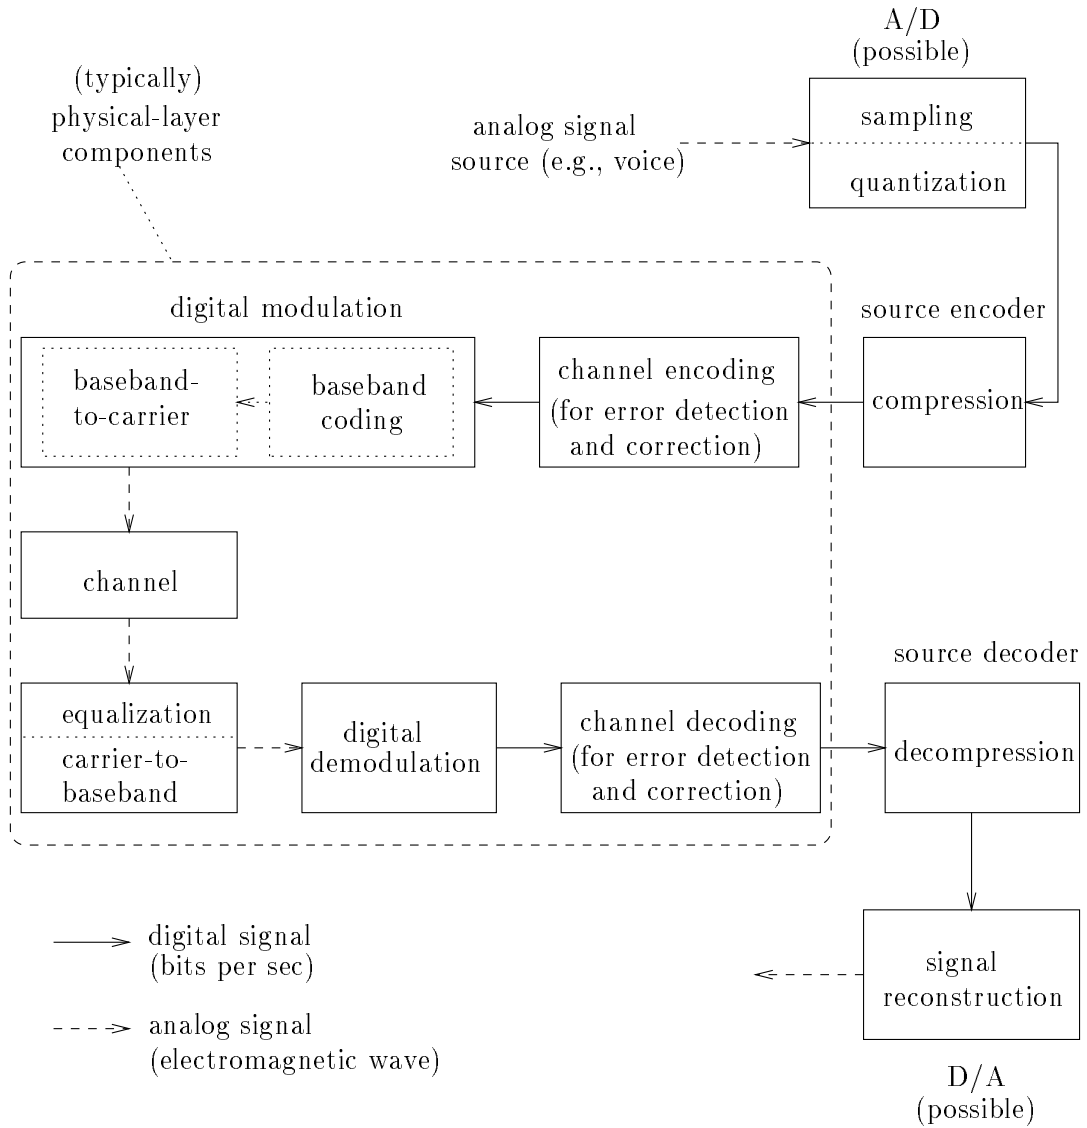 A/D
(possible)
(typically)
physical-layer
components
analog signal
source (e.g., voice)
sampling
quantization
digital modulation
source encoder
baseband-
to-carrier
baseband
coding
channel encoding
(for error detection
and correction)
compression
channel
source decoder
equalization
carrier-to-
baseband
digital
demodulation
channel decoding
(for error detection
and correction)
decompression
digital signal
(bits per sec)
signal
reconstruction
analog signal
(electromagnetic wave)
D/A
(possible)